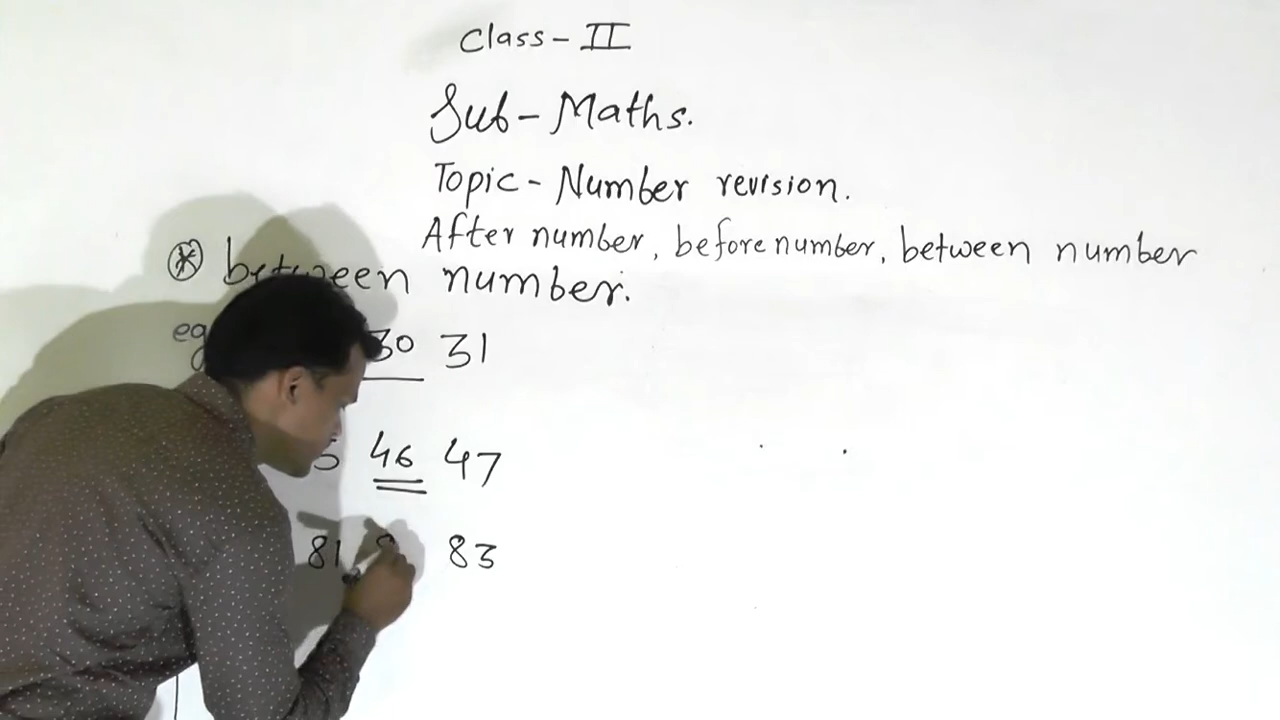 Class - II
Sub - Maths.
Topic - Number revision.
After number, before number, between number
* between number.
eg 30 31
46 47
81 83